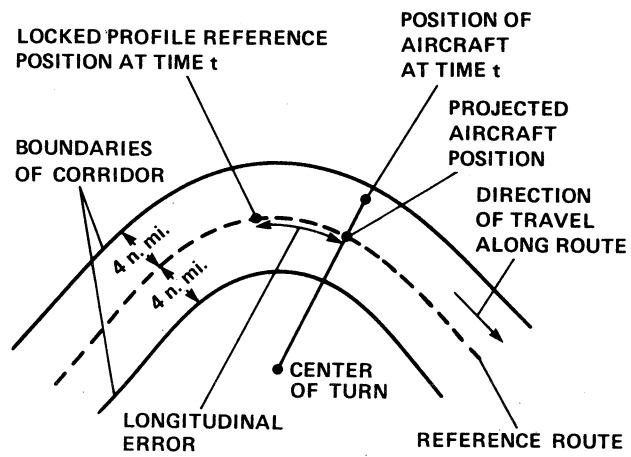 LOCKED PROFILE REFERENCE
POSITION AT TIME t
POSITION OF
AIRCRAFT
AT TIME t
PROJECTED
AIRCRAFT
POSITION
BOUNDARIES
OF CORRIDOR
DIRECTION
OF TRAVEL
ALONG ROUTE
4 n. mi.
4 n. mi.
CENTER
OF TURN
LONGITUDINAL
ERROR
REFERENCE ROUTE